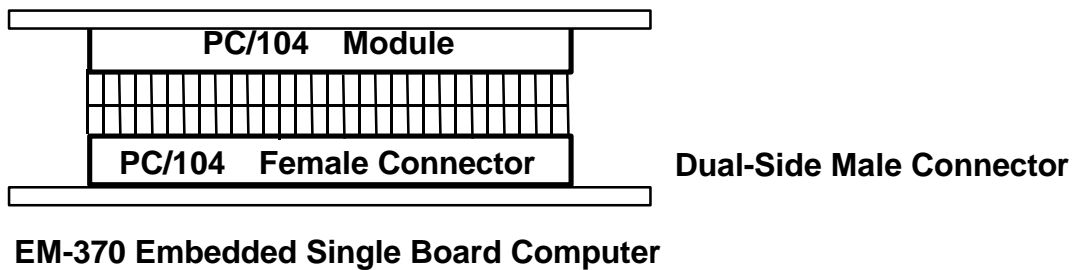 PC/104 Module
PC/104 Female Connector
Dual-Side Male Connector
EM-370 Embedded Single Board Computer